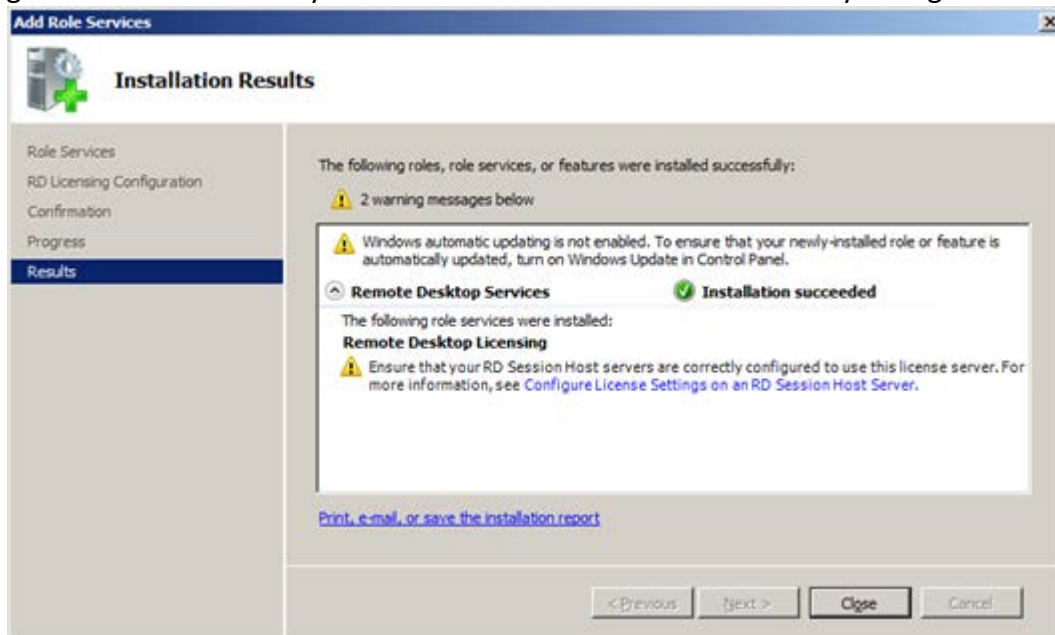 Add Role Services
Installation Results
Role Services
RD Licensing Configuration
Confirmation
Progress
Results
The following roles, role services, or features were installed successfully:
2 warning messages below
Windows automatic updating is not enabled. To ensure that your newly-installed role or feature is
automatically updated, turn on Windows Update in Control Panel.
Remote Desktop Services
Installation succeeded
The following role services were installed:
Remote Desktop Licensing
Ensure that your RD Session Host servers are correctly configured to use this license server. For
more information, see Configure License Settings on an RD Session Host Server.
Print, e-mail, or save the installation report
< Previous
Next >
Close
Cancel